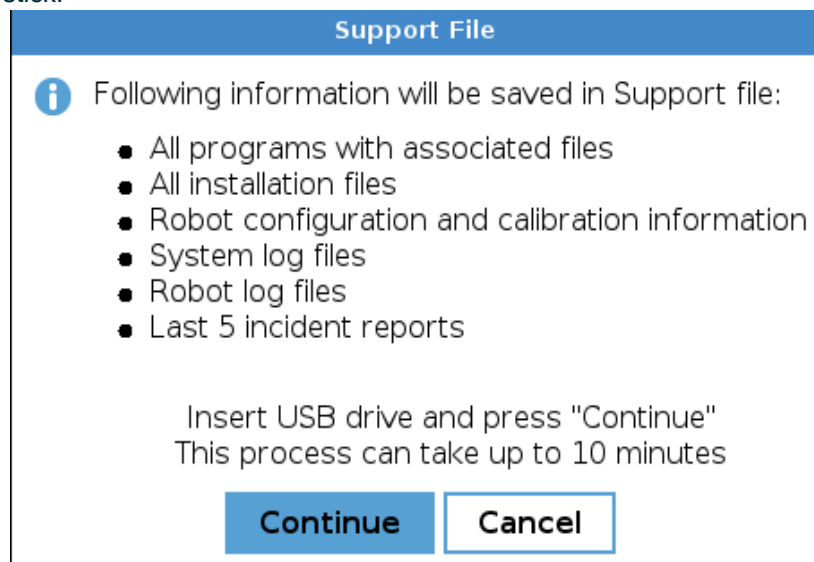 stick.
Support File
Following information will be saved in Support file:
All programs with associated files
All installation files
Robot configuration and calibration information
System log files
Robot log files
Last 5 incident reports
Insert USB drive and press "Continue"
This process can take up to 10 minutes
Continue
Cancel